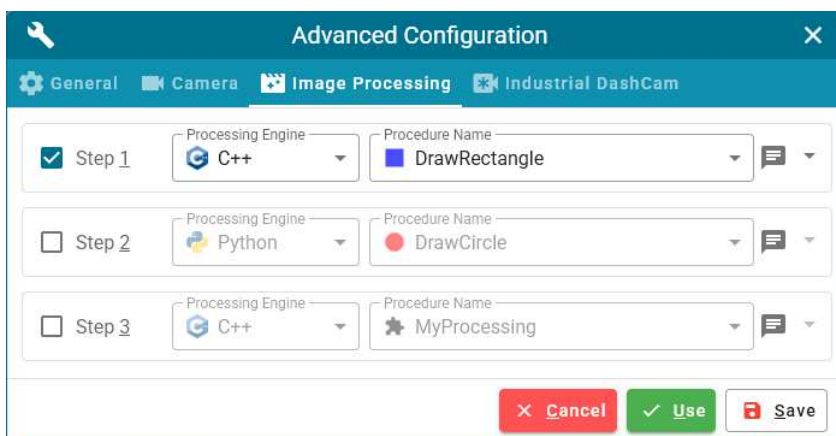 Advanced Configuration
General Camera Image Processing Industrial DashCam
Processing Engine Procedure Name
Step 1 C++ DrawRectangle
Processing Engine Procedure Name
Step 2 Python DrawCircle
Processing Engine Procedure Name
Step 3 C++ MyProcessing
Cancel Use Save